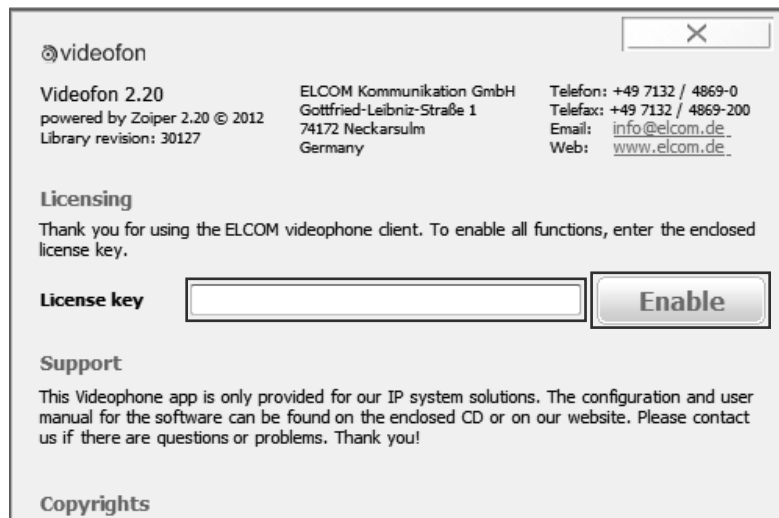 videofon
Videofon 2.20
powered by Zoiper 2.20 © 2012
Library revision: 30127
ELCOM Kommunikation GmbH
Gottfried-Leibniz-Straße 1
74172 Neckarsulm
Germany
Telefon: +49 7132 / 4869-0
Telefax: +49 7132 / 4869-200
Email: info@elcom.de
Web: www.elcom.de
Licensing
Thank you for using the ELCOM videophone client. To enable all functions, enter the enclosed
license key.
License key
Enable
Support
This Videophone app is only provided for our IP system solutions. The configuration and user
manual for the software can be found on the enclosed CD or on our website. Please contact
us if there are questions or problems. Thank you!
Copyrights